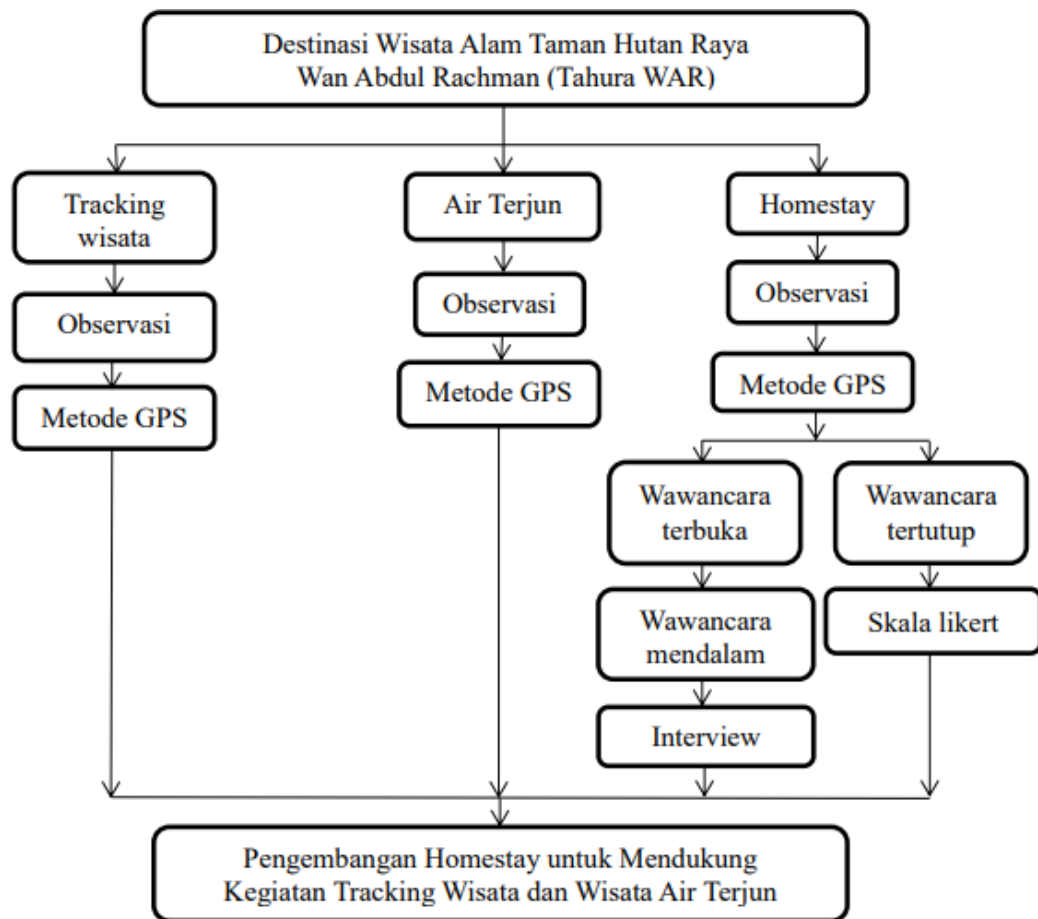 Destinasi Wisata Alam Taman Hutan Raya
Wan Abdul Rachman (Tahura WAR)
Tracking
wisata
Air Terjun
Homestay
Observasi
Observasi
Observasi
Metode GPS
Metode GPS
Metode GPS
Wawancara
terbuka
Wawancara
tertutup
Wawancara
mendalam
Skala likert
Interview
Pengembangan Homestay untuk Mendukung
Kegiatan Tracking Wisata dan Wisata Air Terjun